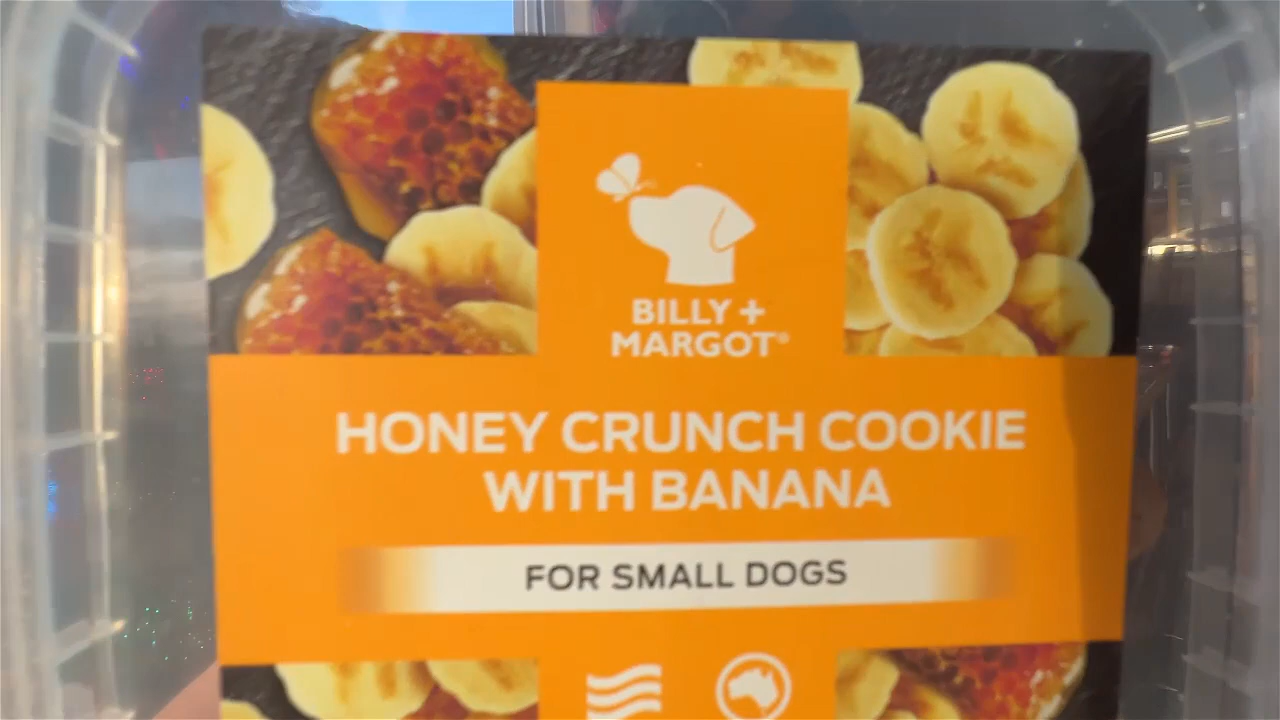 BILLY +
MARGOT®
HONEY CRUNCH COOKIE
WITH BANANA
FOR SMALL DOGS